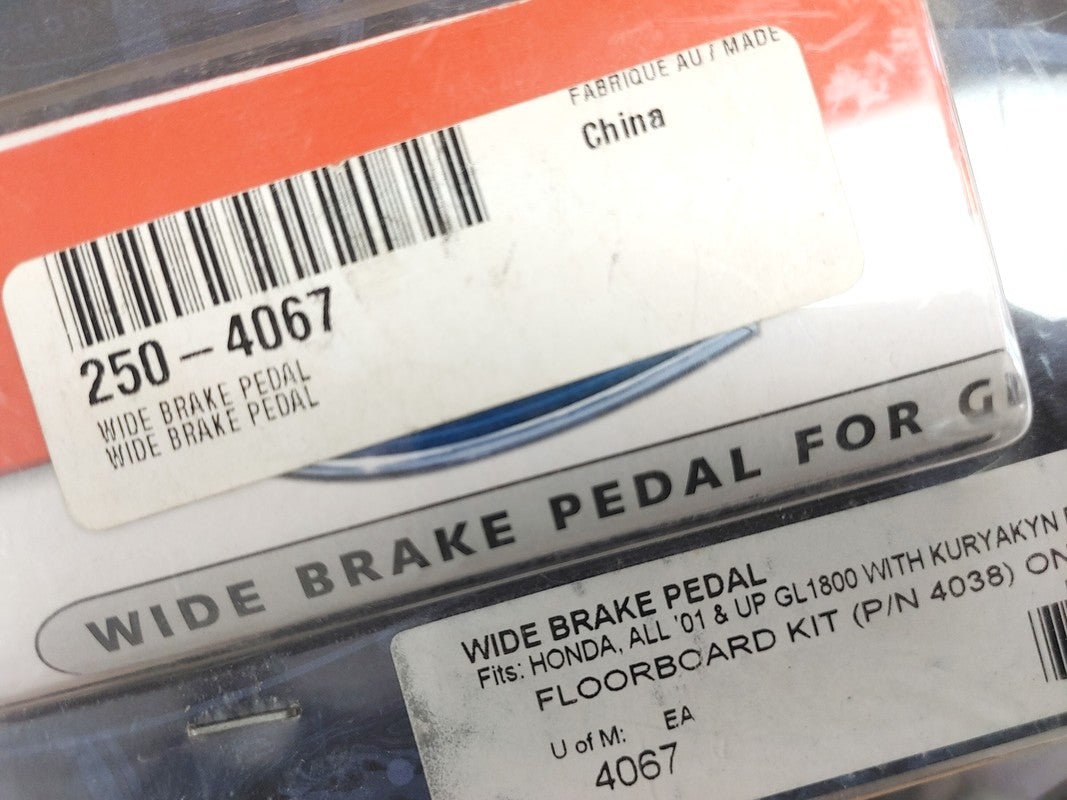 FABRIQUE AU / MADE
China
250-4067
WIDE BRAKE PEDAL
WIDE BRAKE PEDAL
WIDE BRAKE PEDAL FOR G
WIDE BRAKE PEDAL
Fits: HONDA, ALL '01 & UP GL1800 WITH KURYAKYN
FLOORBOARD KIT (P/N 4038) ON
U of M: EA
4067